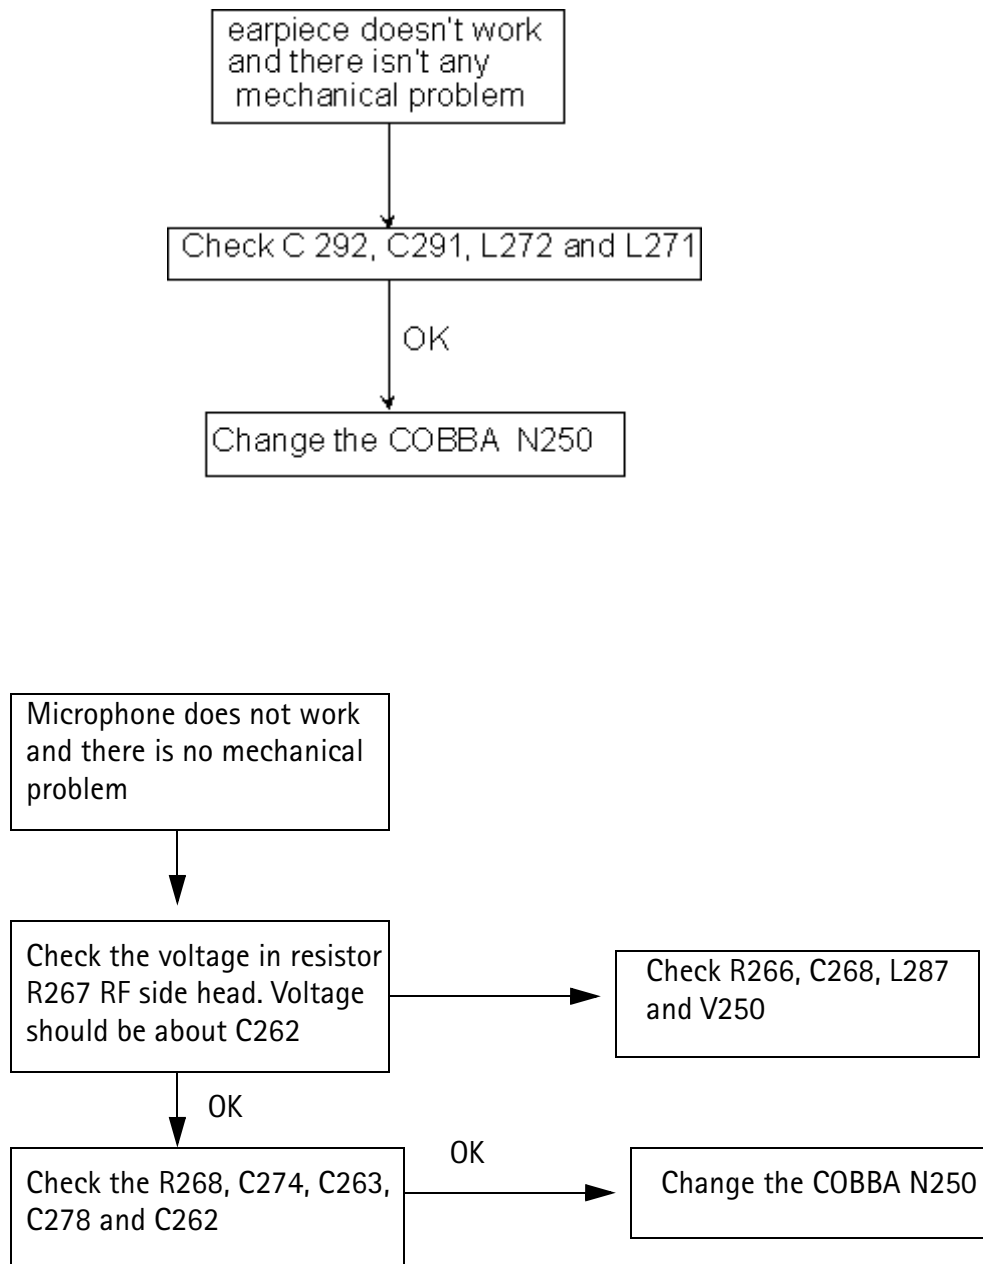 earpiece doesn't work
and there isn't any
mechanical problem
Check C 292, C291, L272 and L271
OK
Change the COBBA N250
Microphone does not work
and there is no mechanical
problem
Check the voltage in resistor
R267 RF side head. Voltage
should be about C262
Check R266, C268, L287
and V250
OK
Check the R268, C274, C263,
C278 and C262
OK
Change the COBBA N250